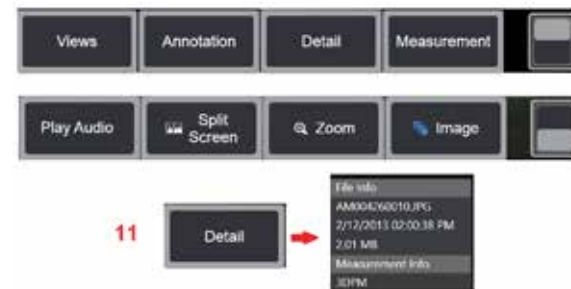 Views Annotation Detail Measurement
Play Audio Split Screen Zoom Image
11 Detail
File Info
AM004260010.JPG
2/12/2013 02:00:38 PM
2.01 MB
Measurement Info
3DPM